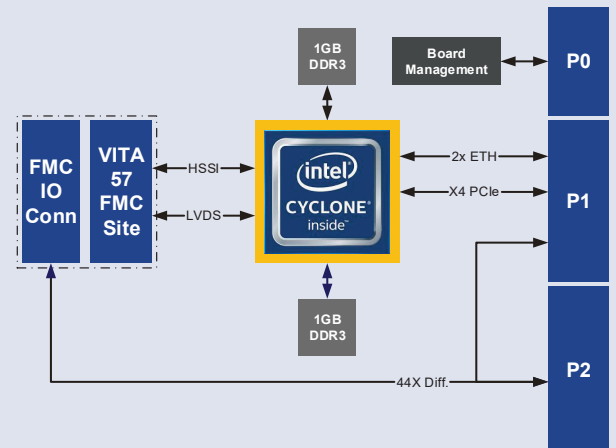 1GB
DDR3
Board
Management
P0
FMC
IO
Conn
VITA
57
FMC
Site
HSSI
LVDS
intel
CYCLONE®
inside™
2x ETH
X4 PCIe
P1
1GB
DDR3
44X Diff.
P2